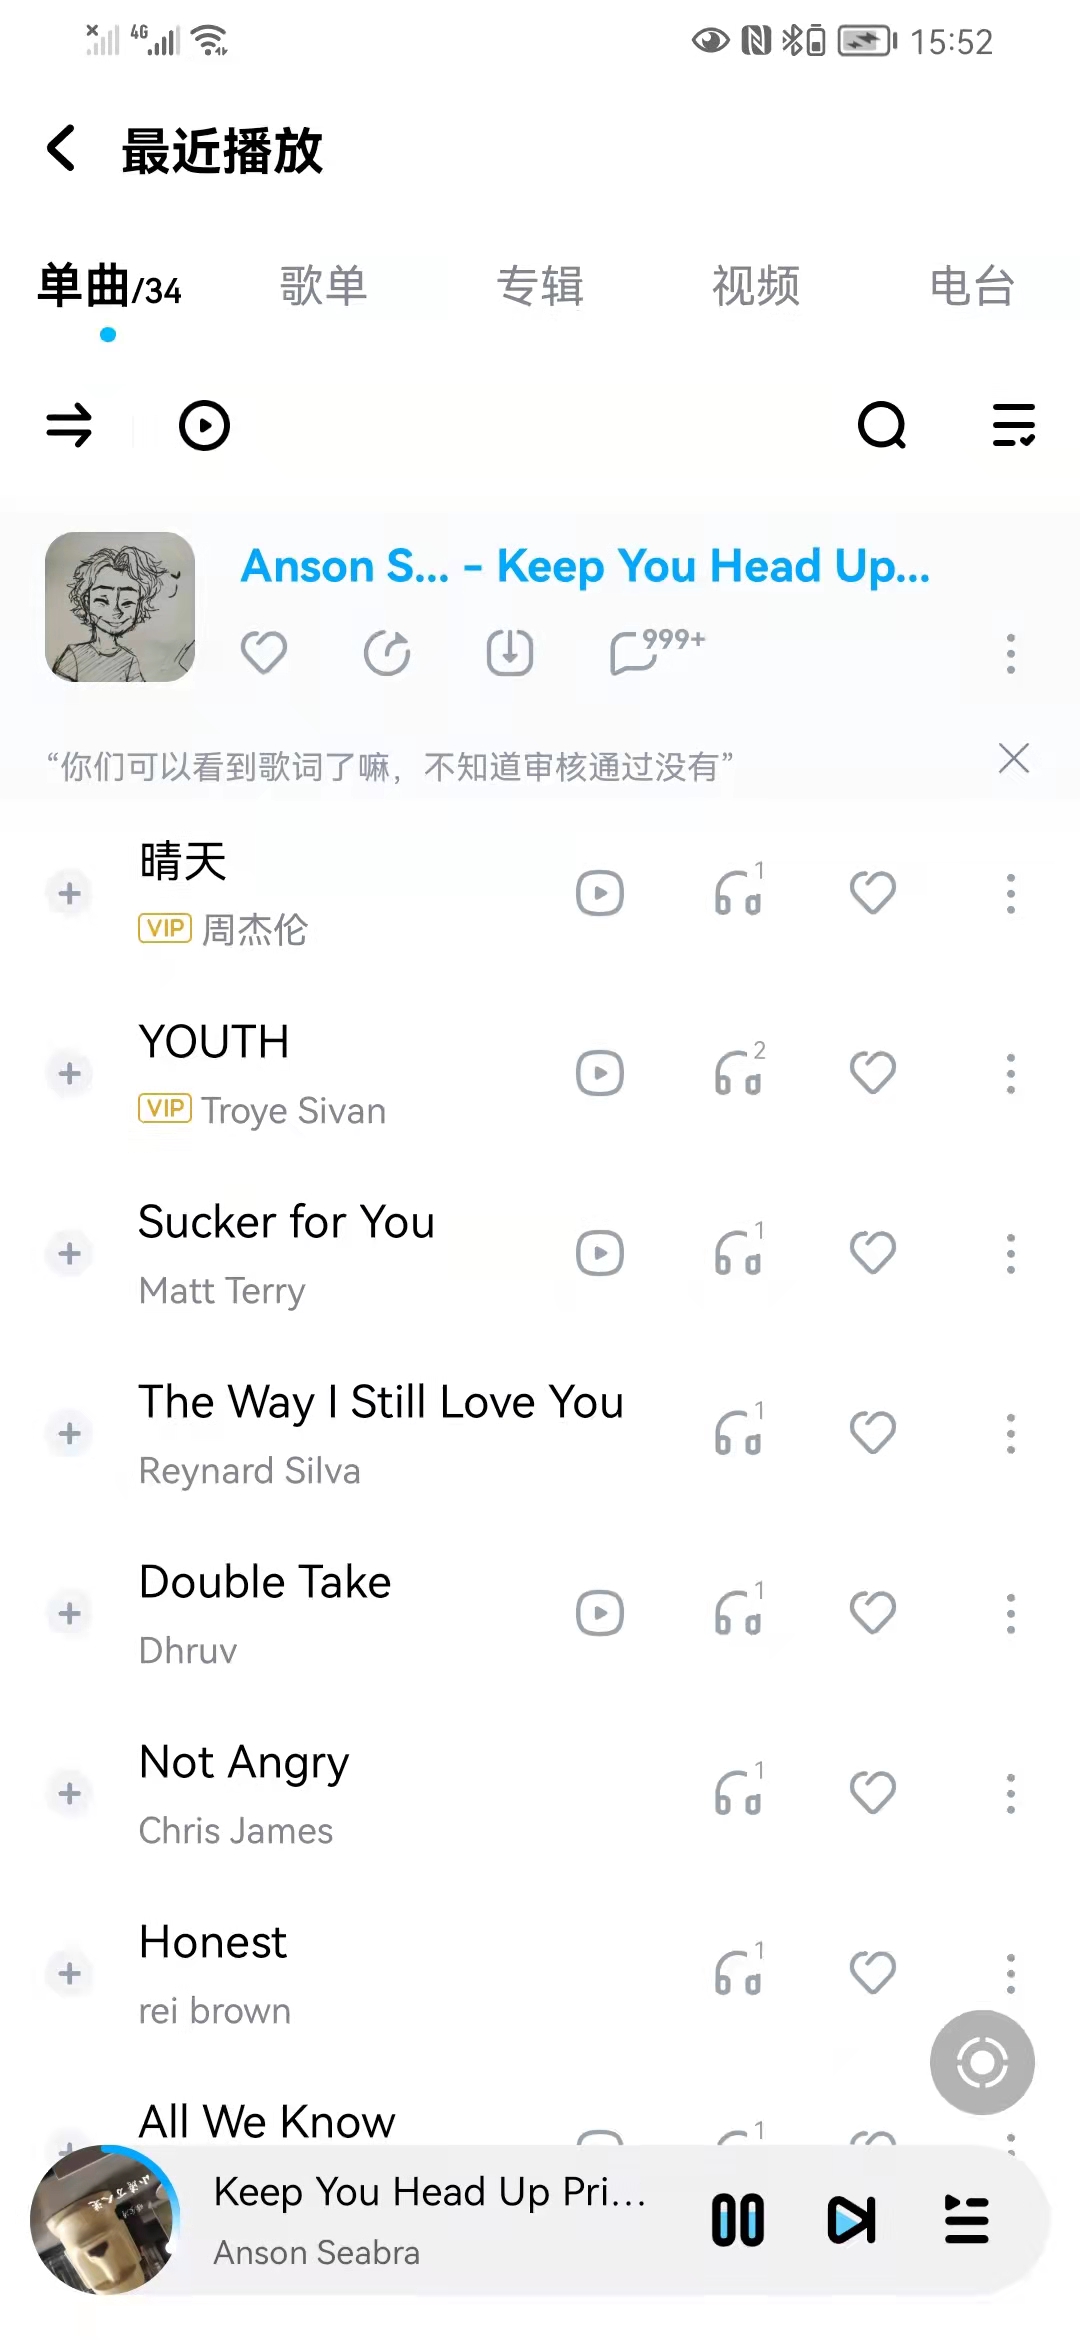 4G 15:52
最近播放
单曲/34 歌单 专辑 视频 电台
Anson S... - Keep You Head Up...
999+
“你们可以看到歌词了嘛，不知道审核通过没有”
晴天
1
VIP 周杰伦
YOUTH
2
VIP Troye Sivan
Sucker for You
1
Matt Terry
The Way I Still Love You
1
Reynard Silva
Double Take
1
Dhruv
Not Angry
1
Chris James
Honest
1
rei brown
All We Know
1
Keep You Head Up Pri...
Anson Seabra